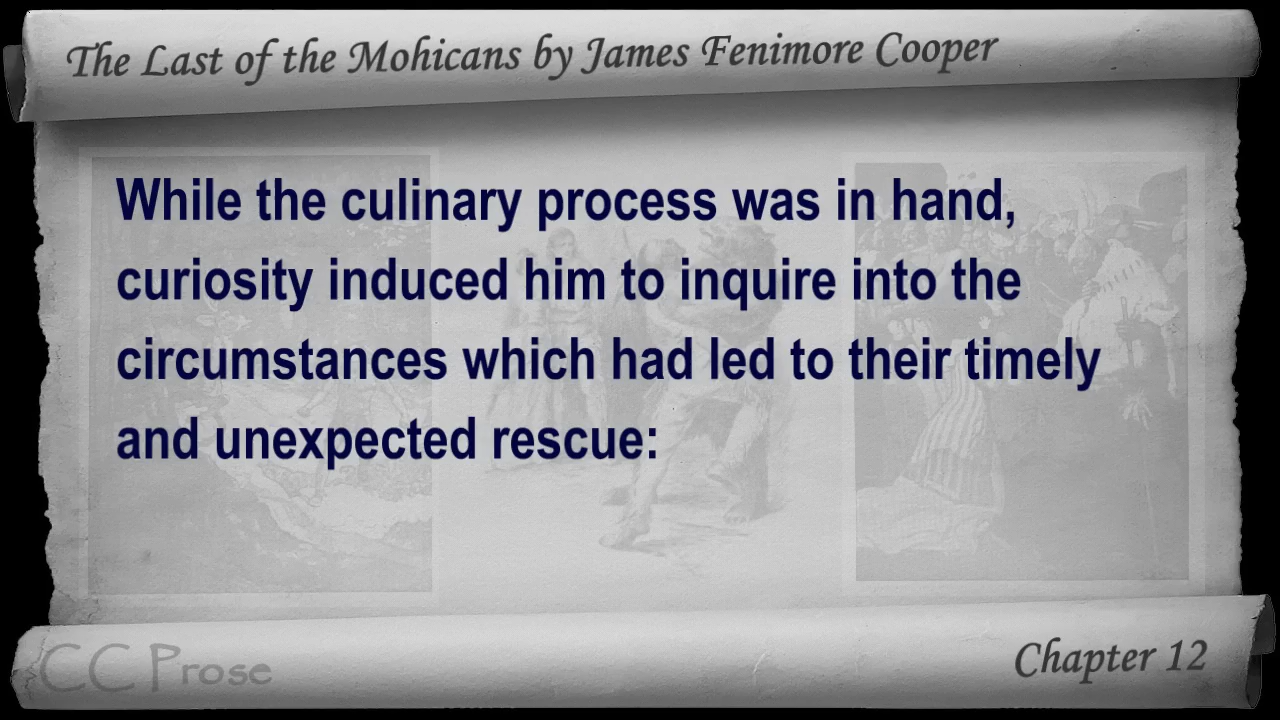 The Last of the Mohicans by James Fenimore Cooper
While the culinary process was in hand,
curiosity induced him to inquire into the
circumstances which had led to their timely
and unexpected rescue:
CC Prose
Chapter 12